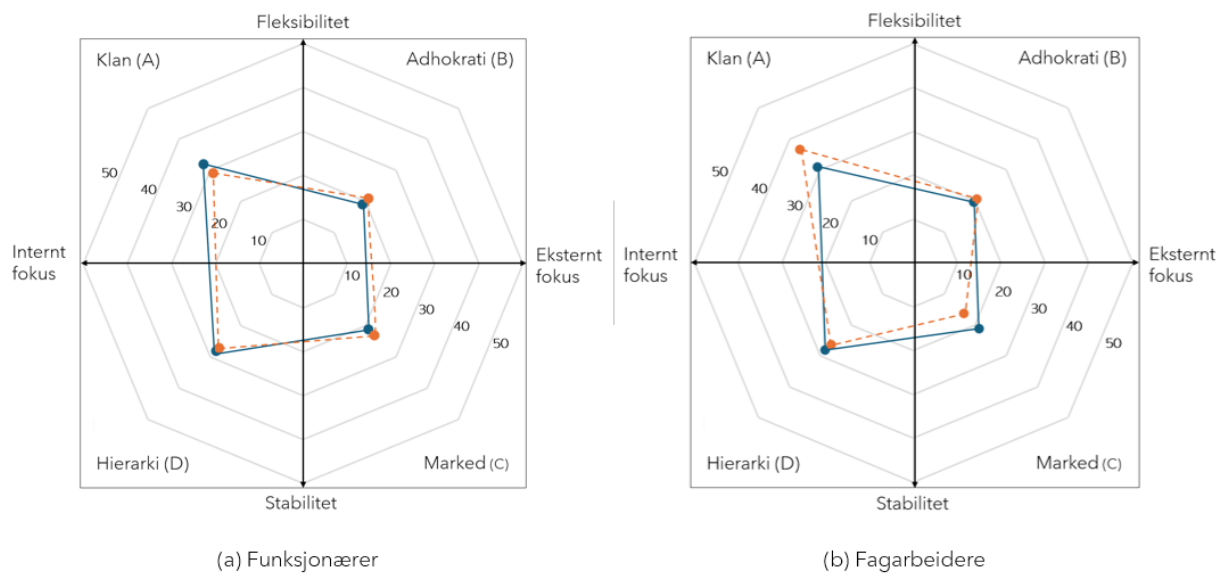 Fleksibilitet
Klan (A)
Adhokrati (B)
50
40
30
20
10
Internt
fokus
Eksternt
fokus
10
20
30
40
50
Hierarki (D)
Marked (C)
Stabilitet
(a) Funksjonærer
Fleksibilitet
Klan (A)
Adhokrati (B)
50
40
30
20
10
Internt
fokus
Eksternt
fokus
10
20
30
40
50
Hierarki (D)
Marked (C)
Stabilitet
(b) Fagarbeidere